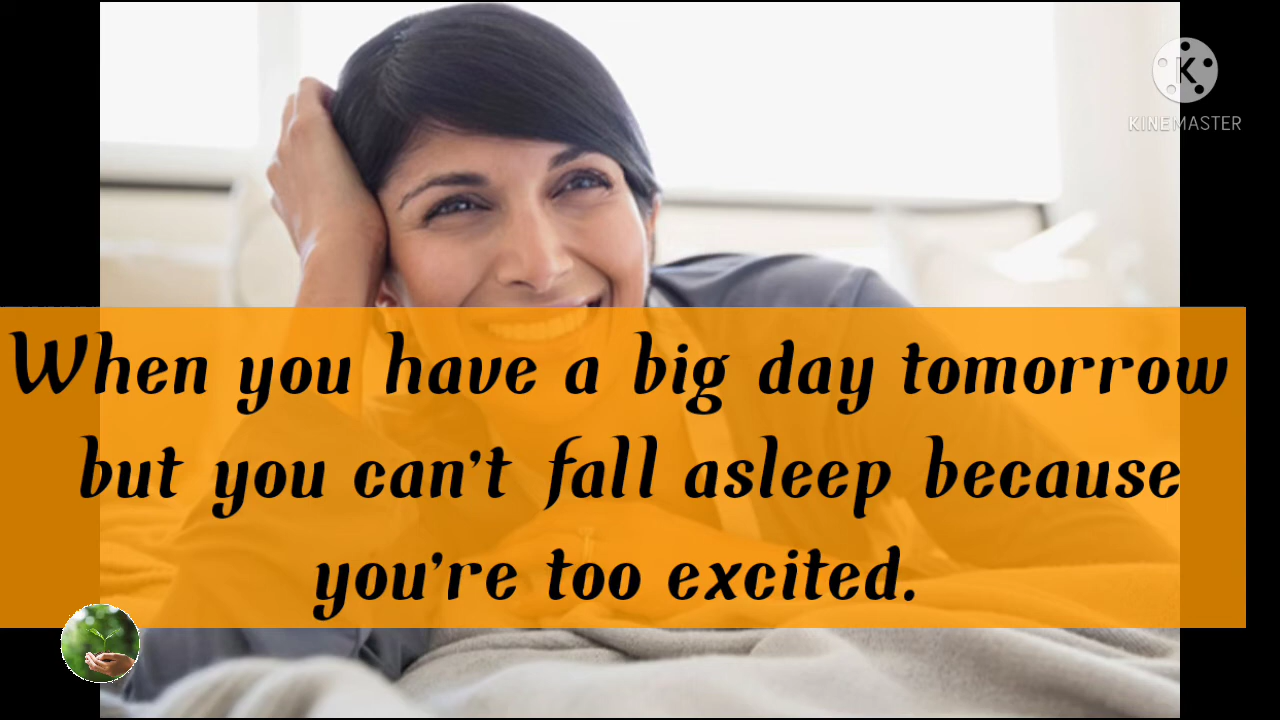 KINEMASTER
When you have a big day tomorrow
but you can't fall asleep because
you're too excited.